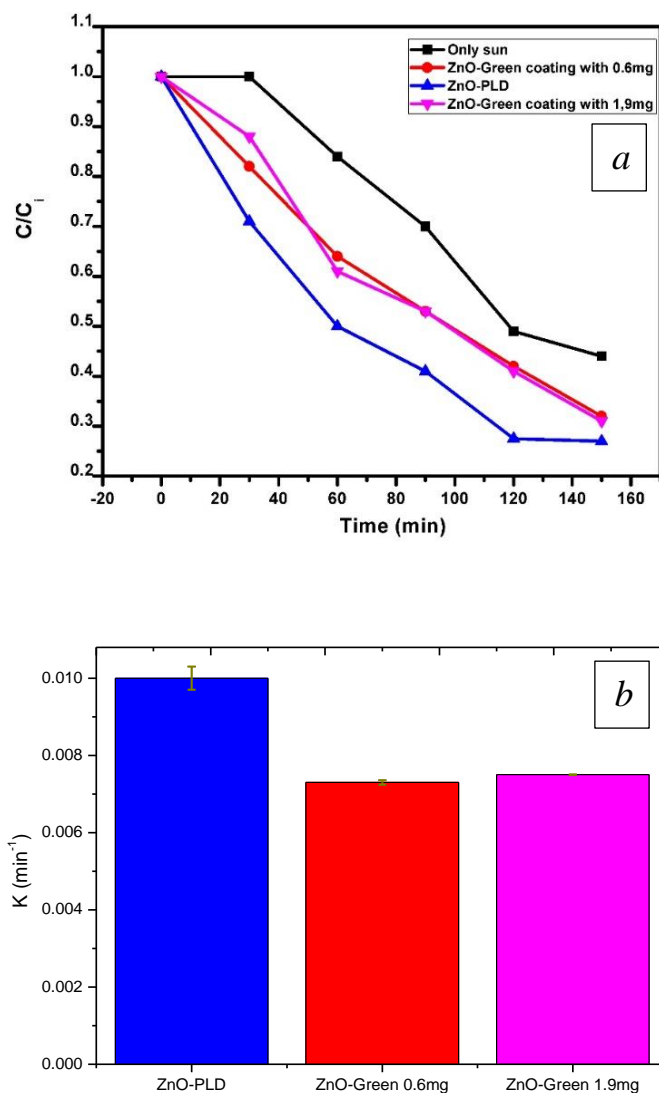 1.1
1.0
0.9
0.8
0.7
0.6
0.5
0.4
0.3
0.2
C/Ci
Only sun
ZnO-Green coating with 0.6mg
ZnO-PLD
ZnO-Green coating with 1,9mg
a
-20 0 20 40 60 80 100 120 140 160
Time (min)
b
0.010
0.008
0.006
0.004
0.002
0.000
K (min-1)
ZnO-PLD ZnO-Green 0.6mg ZnO-Green 1.9mg